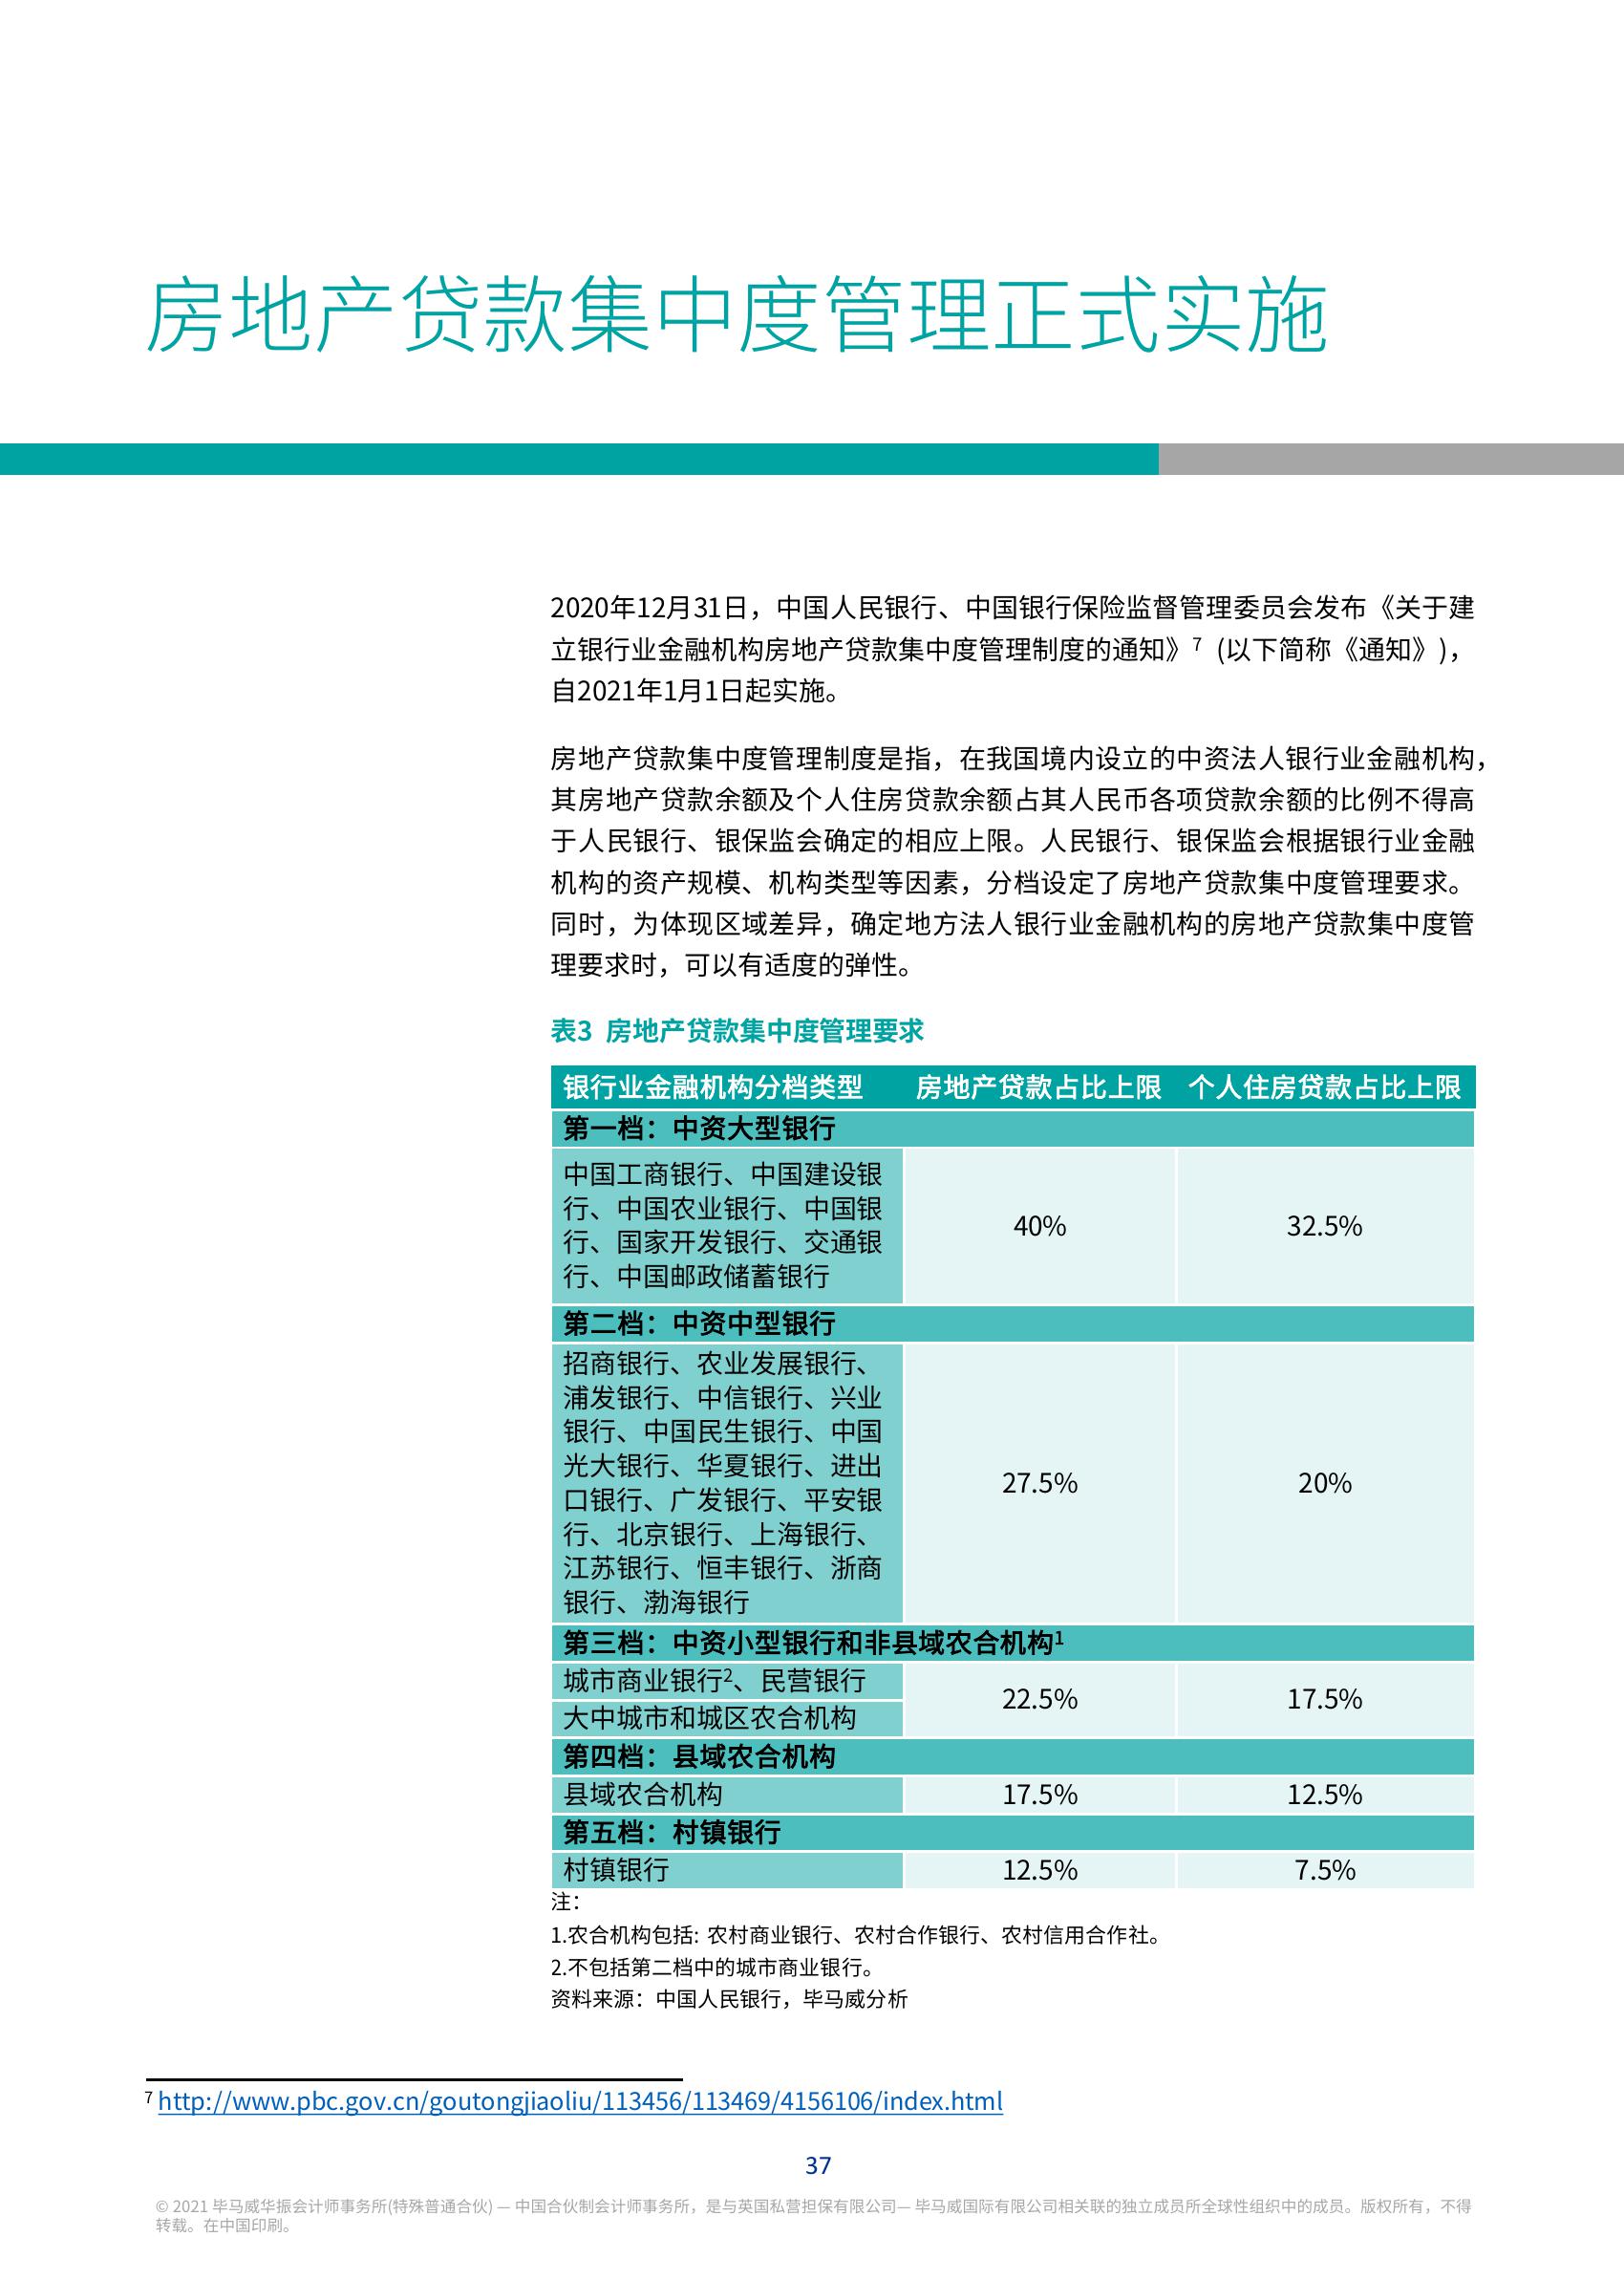 房地产贷款集中度管理正式实施
2020年12月31日，中国人民银行、中国银行保险监督管理委员会发布《关于建
立银行业金融机构房地产贷款集中度管理制度的通知》7 (以下简称《通知》)，
自2021年1月1日起实施。
房地产贷款集中度管理制度是指，在我国境内设立的中资法人银行业金融机构，
其房地产贷款余额及个人住房贷款余额占其人民币各项贷款余额的比例不得高
于人民银行、银保监会确定的相应上限。人民银行、银保监会根据银行业金融
机构的资产规模、机构类型等因素，分档设定了房地产贷款集中度管理要求。
同时，为体现区域差异，确定地方法人银行业金融机构的房地产贷款集中度管
理要求时，可以有适度的弹性。
表3 房地产贷款集中度管理要求
银行业金融机构分档类型 房地产贷款占比上限 个人住房贷款占比上限
第一档：中资大型银行
中国工商银行、中国建设银
行、中国农业银行、中国银
行、国家开发银行、交通银
行、中国邮政储蓄银行
40% 32.5%
第二档：中资中型银行
招商银行、农业发展银行、
浦发银行、中信银行、兴业
银行、中国民生银行、中国
光大银行、华夏银行、进出
口银行、广发银行、平安银
行、北京银行、上海银行、
江苏银行、恒丰银行、浙商
银行、渤海银行
27.5% 20%
第三档：中资小型银行和非县域农合机构1
城市商业银行2、民营银行
大中城市和城区农合机构
22.5% 17.5%
第四档：县域农合机构
县域农合机构 17.5% 12.5%
第五档：村镇银行
村镇银行 12.5% 7.5%
注：
1.农合机构包括: 农村商业银行、农村合作银行、农村信用合作社。
2.不包括第二档中的城市商业银行。
资料来源：中国人民银行，毕马威分析
7 http://www.pbc.gov.cn/goutongjiaoliu/113456/113469/4156106/index.html
37
© 2021 毕马威华振会计师事务所(特殊普通合伙) — 中国合伙制会计师事务所，是与英国私营担保有限公司— 毕马威国际有限公司相关联的独立成员所全球性组织中的成员。版权所有，不得
转载。在中国印刷。